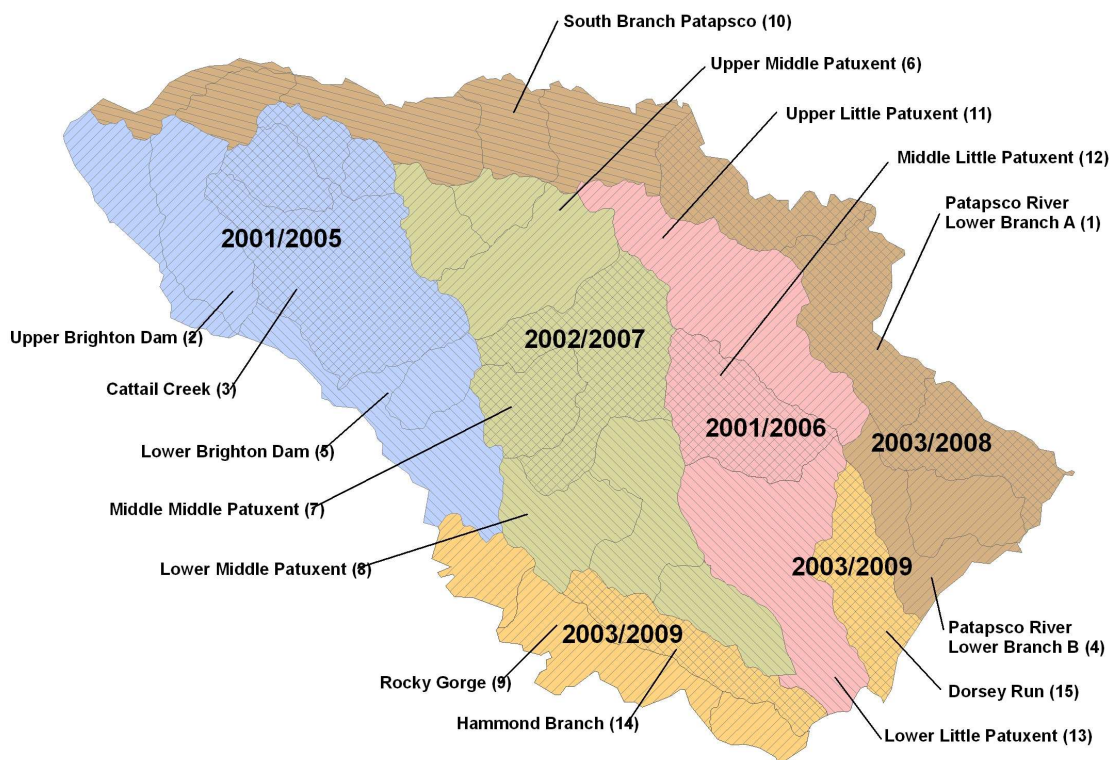 South Branch Patapsco (10)
Upper Middle Patuxent (6)
Upper Little Patuxent (11)
Middle Little Patuxent (12)
Patapsco River
Lower Branch A (1)
2001/2005
2002/2007
Upper Brighton Dam (2)
Cattail Creek (3)
2001/2006
2003/2008
Lower Brighton Dam (5)
Middle Middle Patuxent (7)
Lower Middle Patuxent (8)
2003/2009
2003/2009
Patapsco River
Lower Branch B (4)
Rocky Gorge (9)
Dorsey Run (15)
Hammond Branch (14)
Lower Little Patuxent (13)